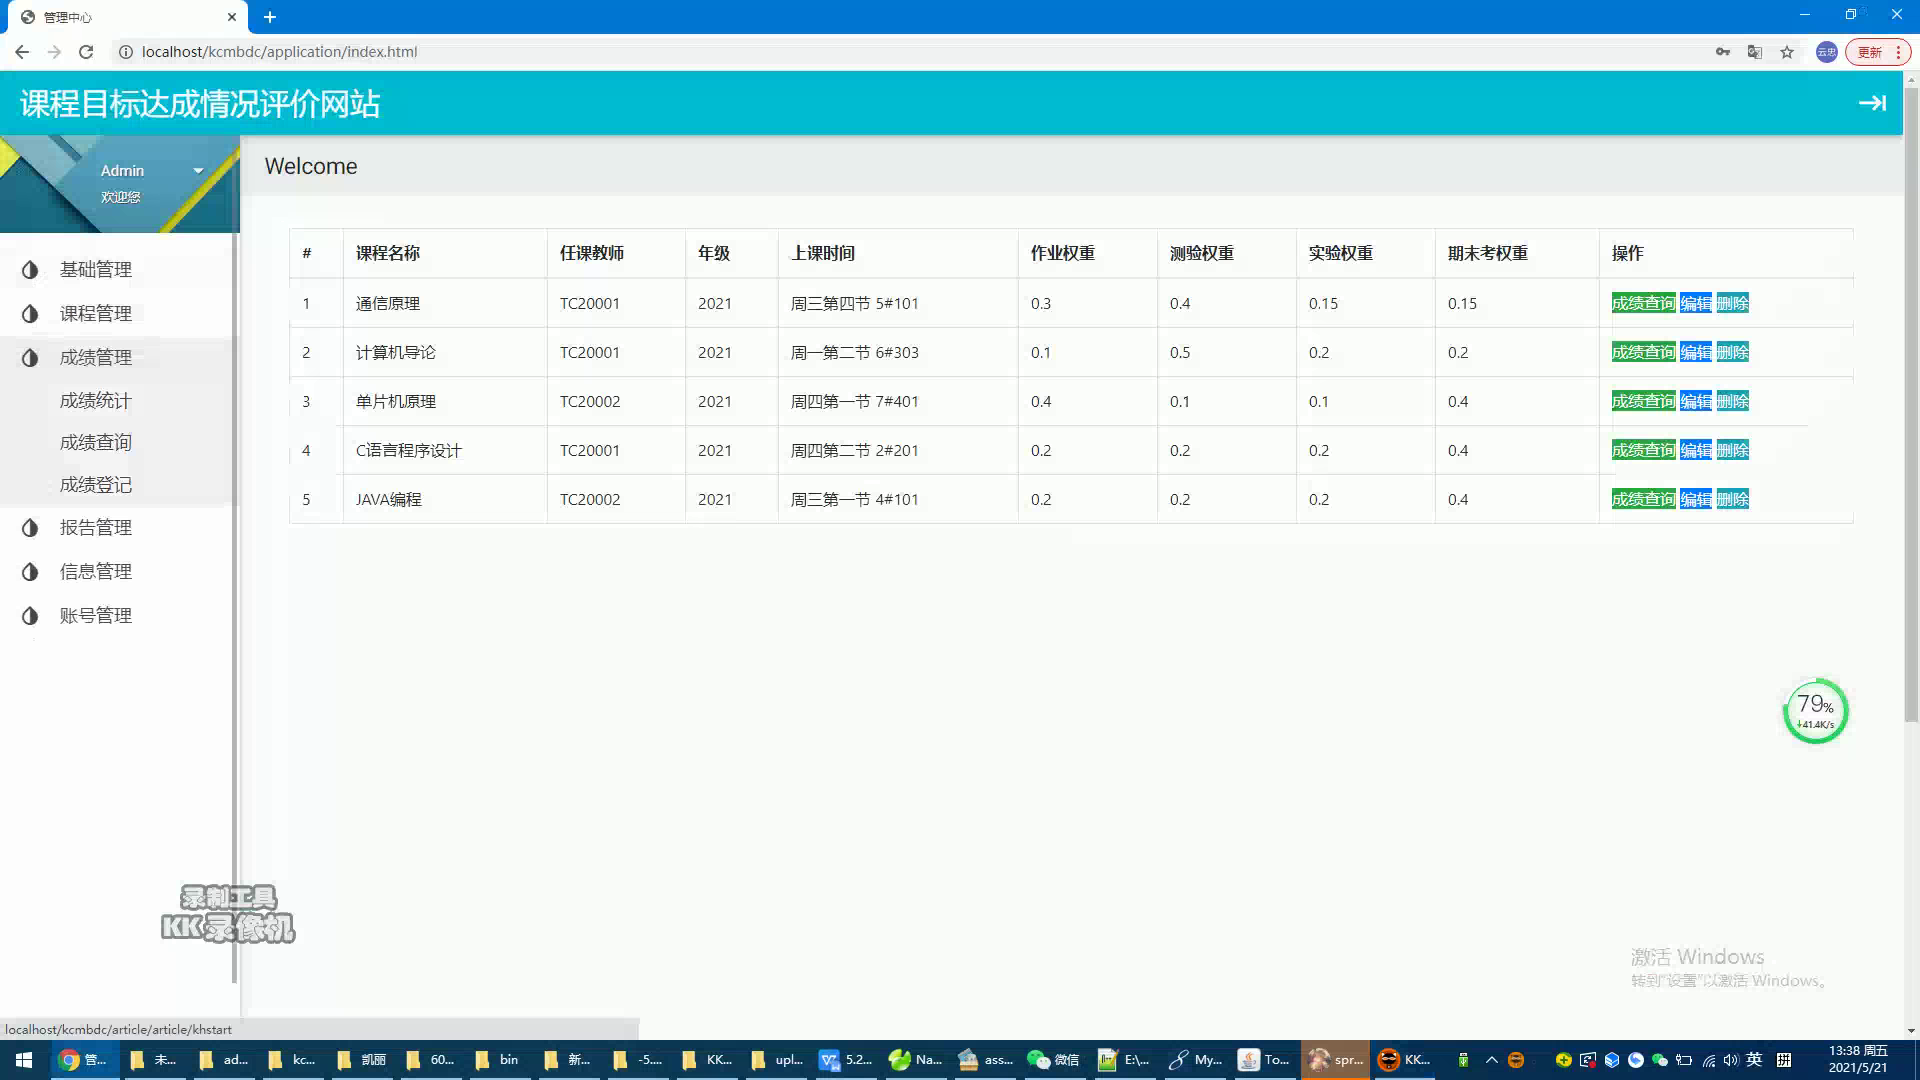 管理中心
localhost/kcmbdc/application/index.html
云忠
更新
课程目标达成情况评价网站
Admin
欢迎您
Welcome
基础管理
课程管理
成绩管理
成绩统计
成绩查询
成绩登记
报告管理
信息管理
账号管理
# 课程名称 任课教师 年级 上课时间 作业权重 测验权重 实验权重 期末考权重 操作
1 通信原理 TC20001 2021 周三第四节 5#101 0.3 0.4 0.15 0.15 成绩查询 编辑 删除
2 计算机导论 TC20001 2021 周一第二节 6#303 0.1 0.5 0.2 0.2 成绩查询 编辑 删除
3 单片机原理 TC20002 2021 周四第一节 7#401 0.4 0.1 0.1 0.4 成绩查询 编辑 删除
4 C语言程序设计 TC20001 2021 周四第二节 2#201 0.2 0.2 0.2 0.4 成绩查询 编辑 删除
5 JAVA编程 TC20002 2021 周三第一节 4#101 0.2 0.2 0.2 0.4 成绩查询 编辑 删除
79%
↓41.4K/s
录制工具
KK录像机
激活 Windows
转到"设置"以激活 Windows。
localhost/kcmbdc/article/article/khstart
管... 未... ad... kc... 凯丽 60... bin 新... -5.... KK... upl... 5.2... Na... ass... 微信 E:\... My... To... spr... KK... 英 拼
13:38 周五
2021/5/21